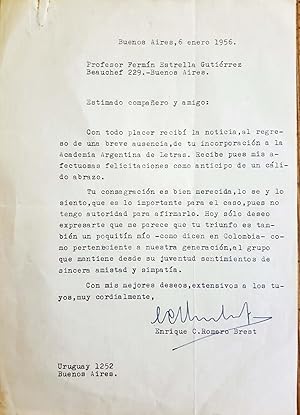 Buenos Aires,6 enero 1956.
Profesor Fermín Estrella Gutiérrez
Beauchef 229.-Buenos Aires.
Estimado compañero y amigo:
Con todo placer recibí la noticia,al regre-
so de una breve ausencia,de tu incorporación a la
Academia Argentina de Letras. Recibe pues mis a-
fectuosas felicitaciones como anticipo de un cáli-
do abrazo.
Tu consagración es bien merecida,lo se y lo
siento,que es lo importante para el caso,pues no
tengo autoridad para afirmarlo. Hoy sólo deseo
expresarte que me parece que tu triunfo es tam-
bién un poquitín mío -como dicen en Colombia- co-
mo perteneciente a nuestra generación,al grupo
que mantiene desde su juventud sentimientos de
sincera amistad y simpatía.
Con mis mejores deseos,extensivos a los tu-
yos,muy cordialmente,
Enrique C.Romero Brest
Uruguay 1252
Buenos Aires.